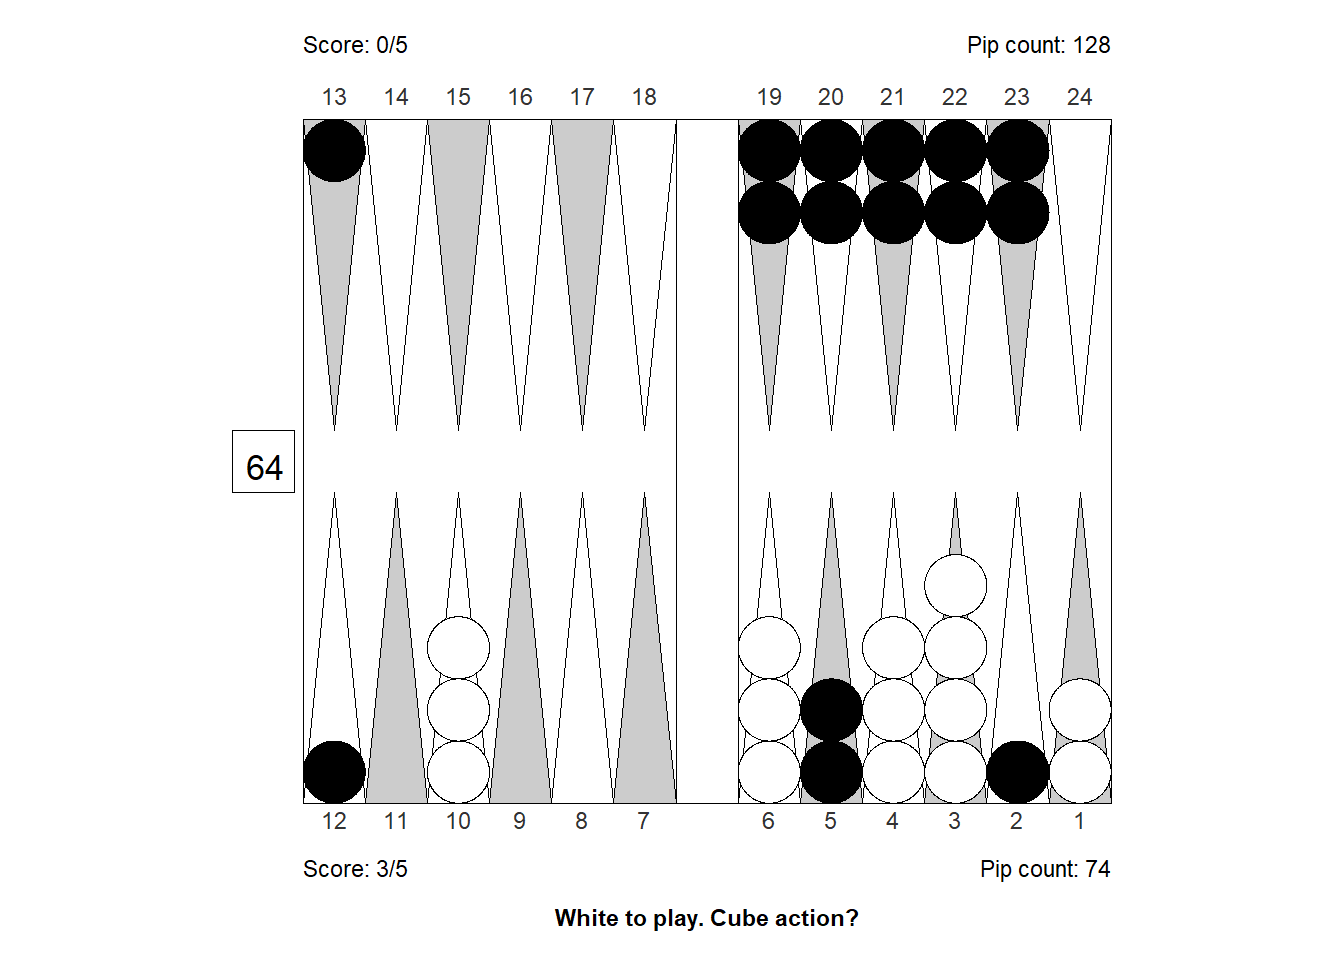 Score: 0/5 Pip count: 128
13 14 15 16 17 18 19 20 21 22 23 24
64
12 11 10 9 8 7 6 5 4 3 2 1
Score: 3/5 Pip count: 74
White to play. Cube action?